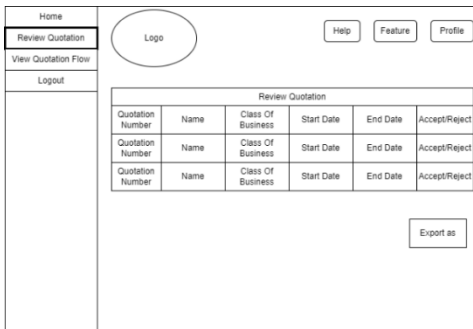 Home
Review Quotation
View Quotation Flow
Logout
Logo
Help
Feature
Profile
Review Quotation
Quotation Number Name Class Of Business Start Date End Date Accept/Reject
Quotation Number Name Class Of Business Start Date End Date Accept/Reject
Quotation Number Name Class Of Business Start Date End Date Accept/Reject
Export as